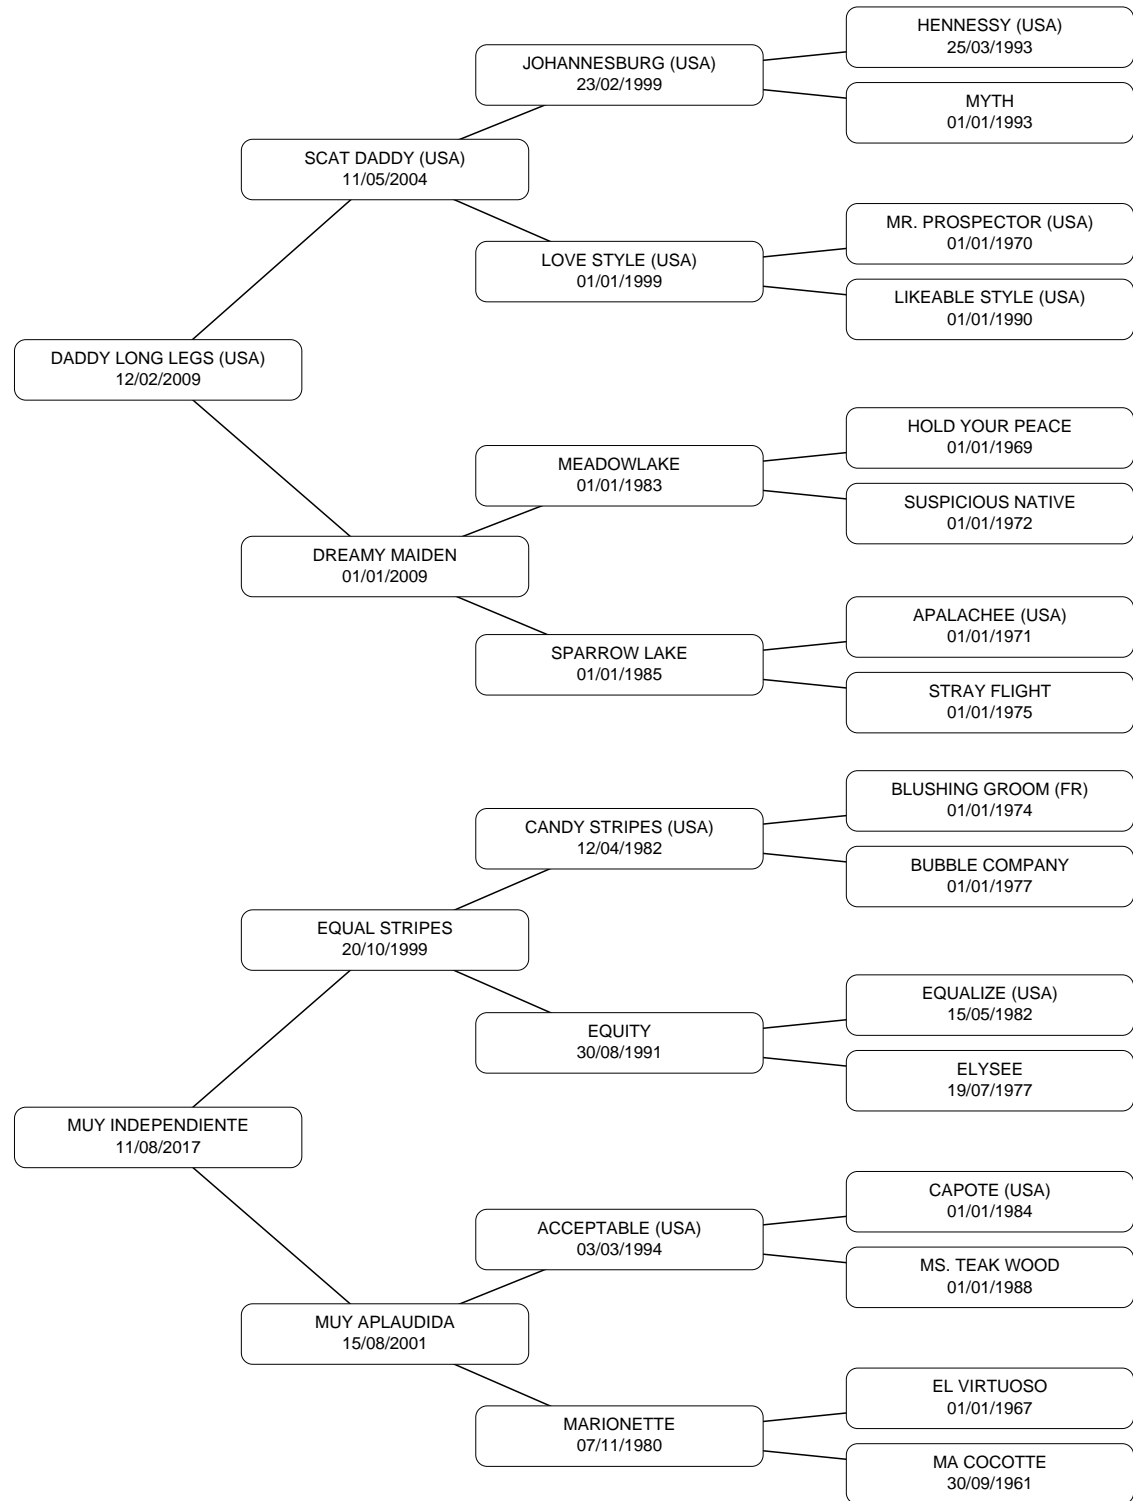 HENNESSY (USA)
25/03/1993
JOHANNESBURG (USA)
23/02/1999
MYTH
01/01/1993
SCAT DADDY (USA)
11/05/2004
MR. PROSPECTOR (USA)
01/01/1970
LOVE STYLE (USA)
01/01/1999
LIKEABLE STYLE (USA)
01/01/1990
DADDY LONG LEGS (USA)
12/02/2009
HOLD YOUR PEACE
01/01/1969
MEADOWLAKE
01/01/1983
SUSPICIOUS NATIVE
01/01/1972
DREAMY MAIDEN
01/01/2009
APALACHEE (USA)
01/01/1971
SPARROW LAKE
01/01/1985
STRAY FLIGHT
01/01/1975
BLUSHING GROOM (FR)
01/01/1974
CANDY STRIPES (USA)
12/04/1982
BUBBLE COMPANY
01/01/1977
EQUAL STRIPES
20/10/1999
EQUALIZE (USA)
15/05/1982
EQUITY
30/08/1991
ELYSEE
19/07/1977
MUY INDEPENDIENTE
11/08/2017
CAPOTE (USA)
01/01/1984
ACCEPTABLE (USA)
03/03/1994
MS. TEAK WOOD
01/01/1988
MUY APLAUDIDA
15/08/2001
EL VIRTUOSO
01/01/1967
MARIONETTE
07/11/1980
MA COCOTTE
30/09/1961